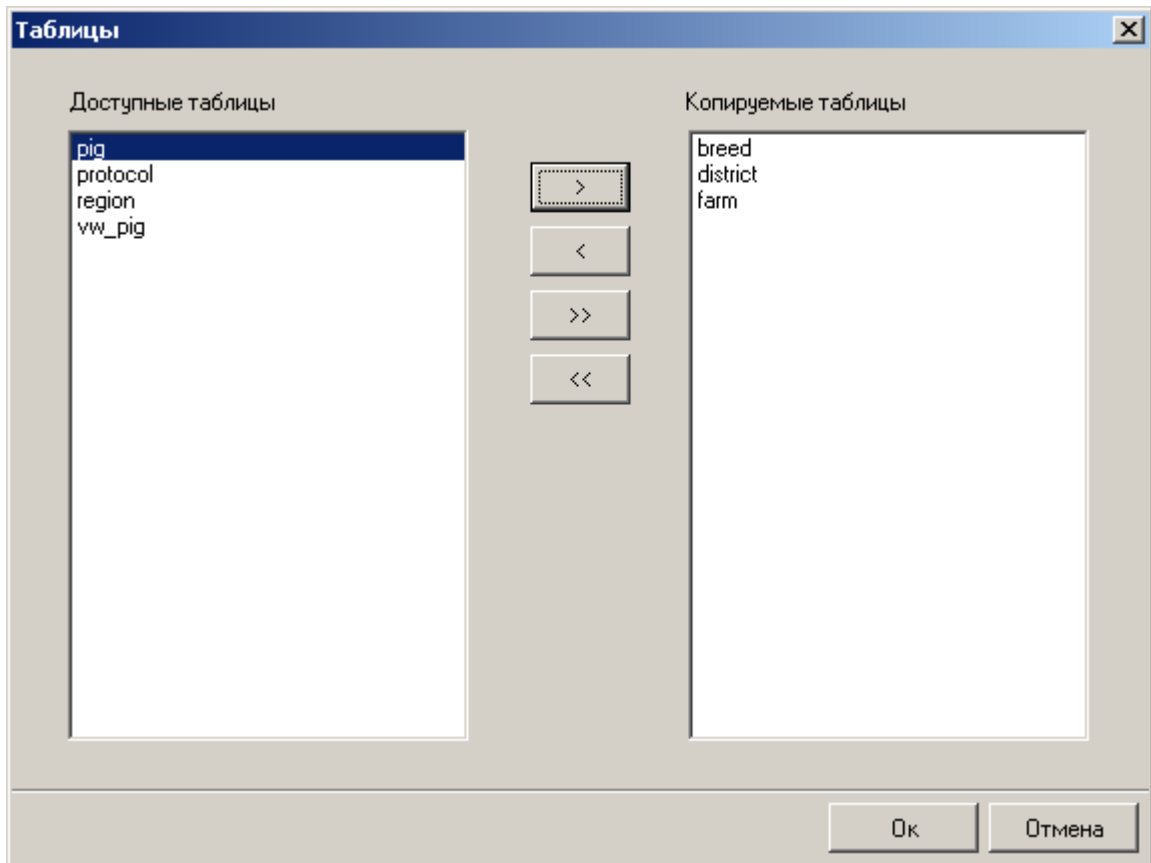 Таблицы
Доступные таблицы
pig
protocol
region
vw_pig
>
<
>>
<<
Копируемые таблицы
breed
district
farm
Ок
Отмена